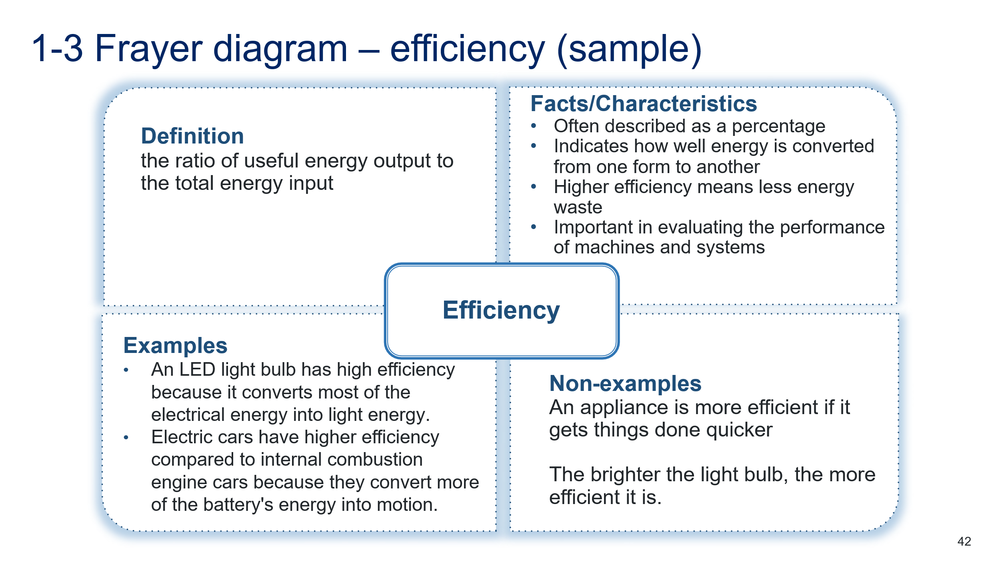 1-3 Frayer diagram – efficiency (sample)
Definition
the ratio of useful energy output to
the total energy input
Facts/Characteristics
• Often described as a percentage
• Indicates how well energy is converted
from one form to another
• Higher efficiency means less energy
waste
• Important in evaluating the performance
of machines and systems
Efficiency
Examples
• An LED light bulb has high efficiency
because it converts most of the
electrical energy into light energy.
• Electric cars have higher efficiency
compared to internal combustion
engine cars because they convert more
of the battery's energy into motion.
Non-examples
An appliance is more efficient if it
gets things done quicker
The brighter the light bulb, the more
efficient it is.
42